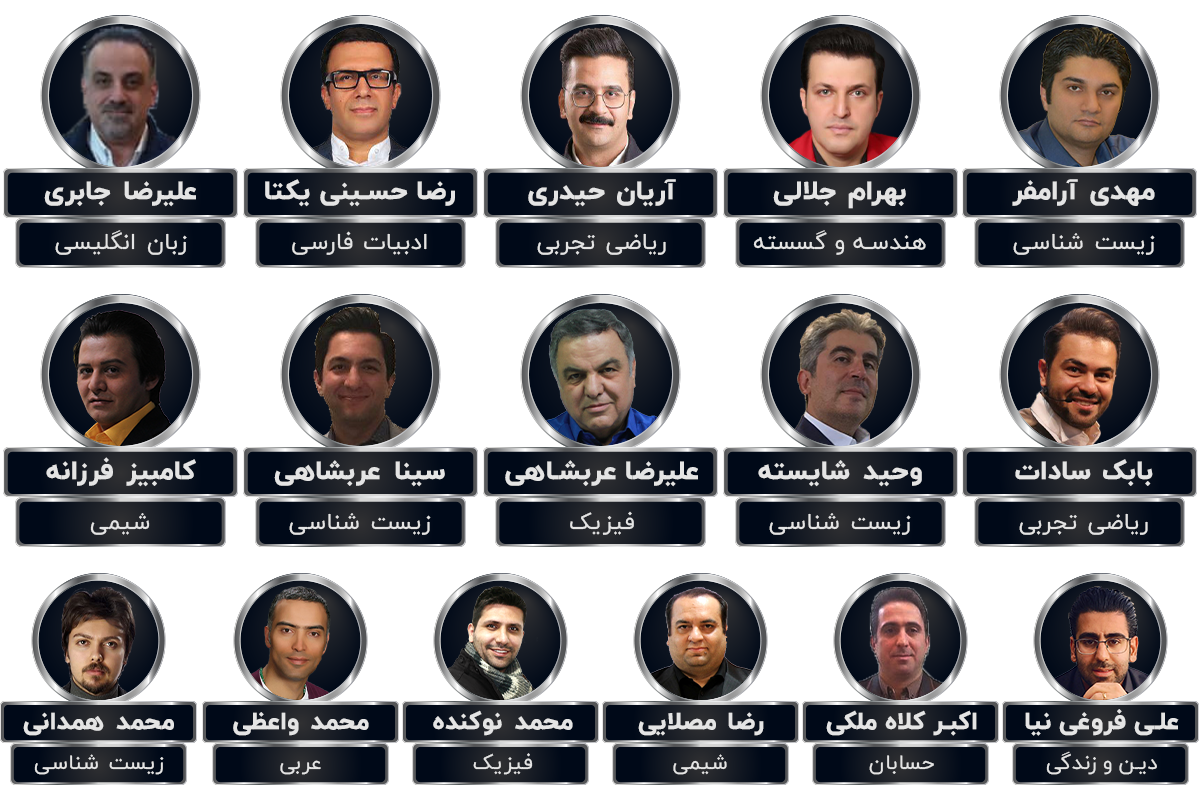 مهدی آرامفر
زیست شناسی
بهرام جلالی
هندسه و گسسته
آریان حیدری
ریاضی تجربی
رضا حسینی یکتا
ادبیات فارسی
علیرضا جابری
زبان انگلیسی
بابک سادات
ریاضی تجربی
وحید شایسته
زیست شناسی
علیرضا عربشاهی
فیزیک
سینا عربشاهی
زیست شناسی
کامبیز فرزانه
شیمی
علی فروغی نیا
دین و زندگی
اکبر کلاه ملکی
حسابان
رضا مصلایی
شیمی
محمد نوکنده
فیزیک
محمد واعظی
عربی
محمد همدانی
زیست شناسی